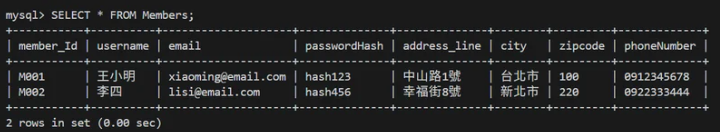 mysql> SELECT * FROM Members;
+-----------+----------+--------------------+--------------+--------------+--------+---------+-------------+
| member_Id | username | email | passwordHash | address_line | city | zipcode | phoneNumber |
+-----------+----------+--------------------+--------------+--------------+--------+---------+-------------+
| M001 | 王小明 | xiaoming@email.com | hash123 | 中山路1號 | 台北市 | 100 | 0912345678 |
| M002 | 李四 | lisi@email.com | hash456 | 幸福街8號 | 新北市 | 220 | 0922333444 |
+-----------+----------+--------------------+--------------+--------------+--------+---------+-------------+
2 rows in set (0.00 sec)